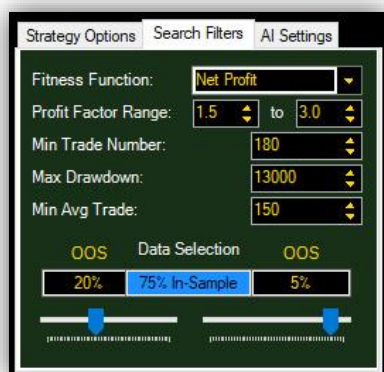 Strategy Options Search Filters AI Settings
Fitness Function: Net Profit
Profit Factor Range: 1.5 to 3.0
Min Trade Number: 180
Max Drawdown: 13000
Min Avg Trade: 150
OOS Data Selection OOS
20% 75% In-Sample 5%